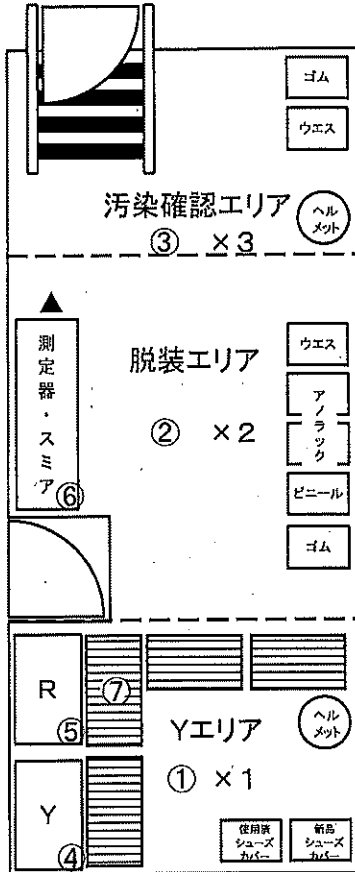 ゴム
ウエス
汚染確認エリア
③ ×3
ヘル
メット
測定器・スミア
⑥
脱装エリア
② ×2
ウエス
アノラック
ビニール
ゴム
R
⑤
⑦
Yエリア
① ×1
ヘル
メット
Y
④
使用済
シューズ
カバー
新品
シューズ
カバー